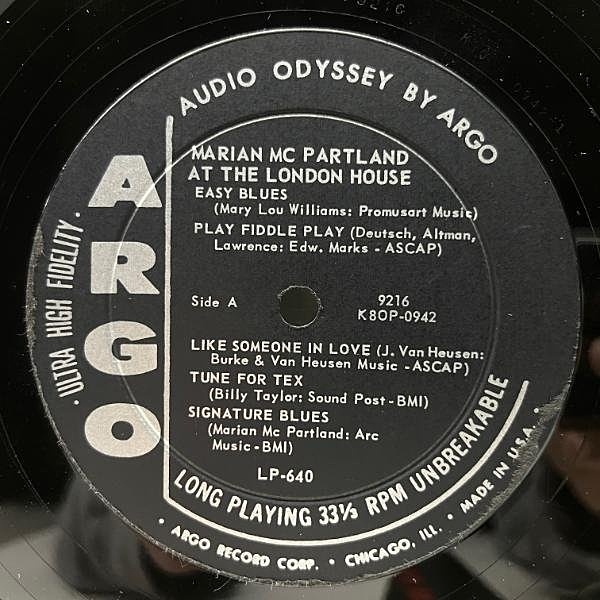 AUDIO ODYSSEY BY ARGO
ARGO
· ULTRA HIGH FIDELITY ·
MARIAN MC PARTLAND
AT THE LONDON HOUSE
EASY BLUES
(Mary Lou Williams: Promusart Music)
PLAY FIDDLE PLAY (Deutsch, Altman,
Lawrence: Edw. Marks - ASCAP)
Side A
9216
K8OP-0942
LIKE SOMEONE IN LOVE (J. Van Heusen:
Burke & Van Heusen Music - ASCAP)
TUNE FOR TEX
(Billy Taylor: Sound Post - BMI)
SIGNATURE BLUES
(Marian Mc Partland: Arc
Music - BMI)
LP-640
LONG PLAYING 33⅓ RPM UNBREAKABLE
· ARGO RECORD CORP. · CHICAGO, ILL. · MADE IN U.S.A. ·